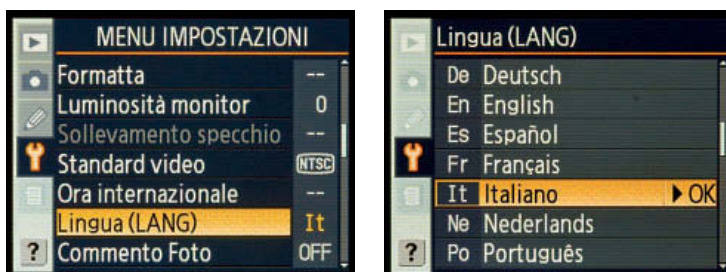 MENU IMPOSTAZIONI
Formatta --
Luminosità monitor 0
Sollevamento specchio --
Standard video NTSC
Ora internazionale --
Lingua (LANG) It
? Commento Foto OFF
Lingua (LANG)
De Deutsch
En English
Es Español
Fr Français
It Italiano OK
Ne Nederlands
? Po Português